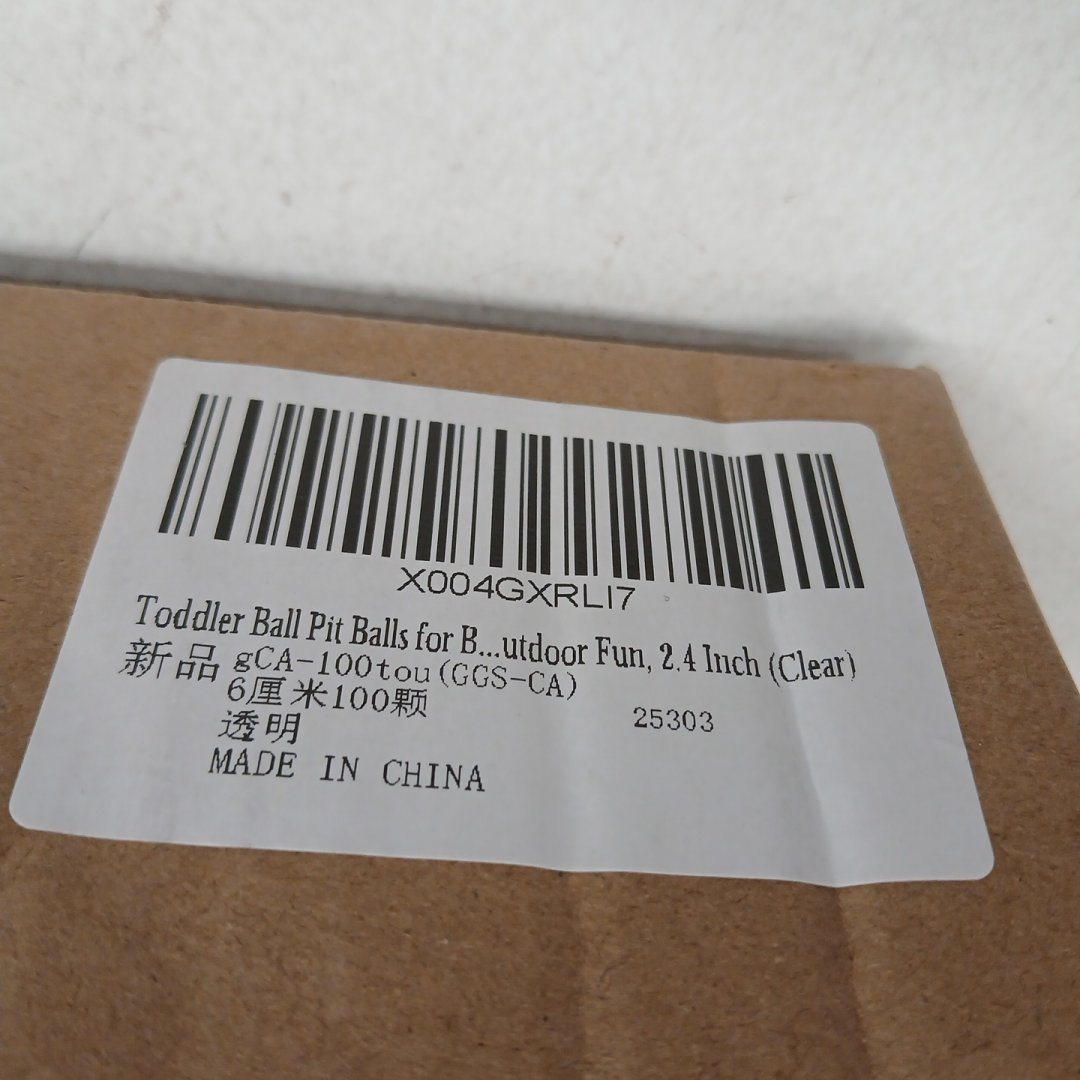 X004GXRLI7
Toddler Ball Pit Balls for B...utdoor Fun, 2.4 Inch (Clear)
新品 gCA-100tou(GGS-CA)
6厘米100颗 25303
透明
MADE IN CHINA